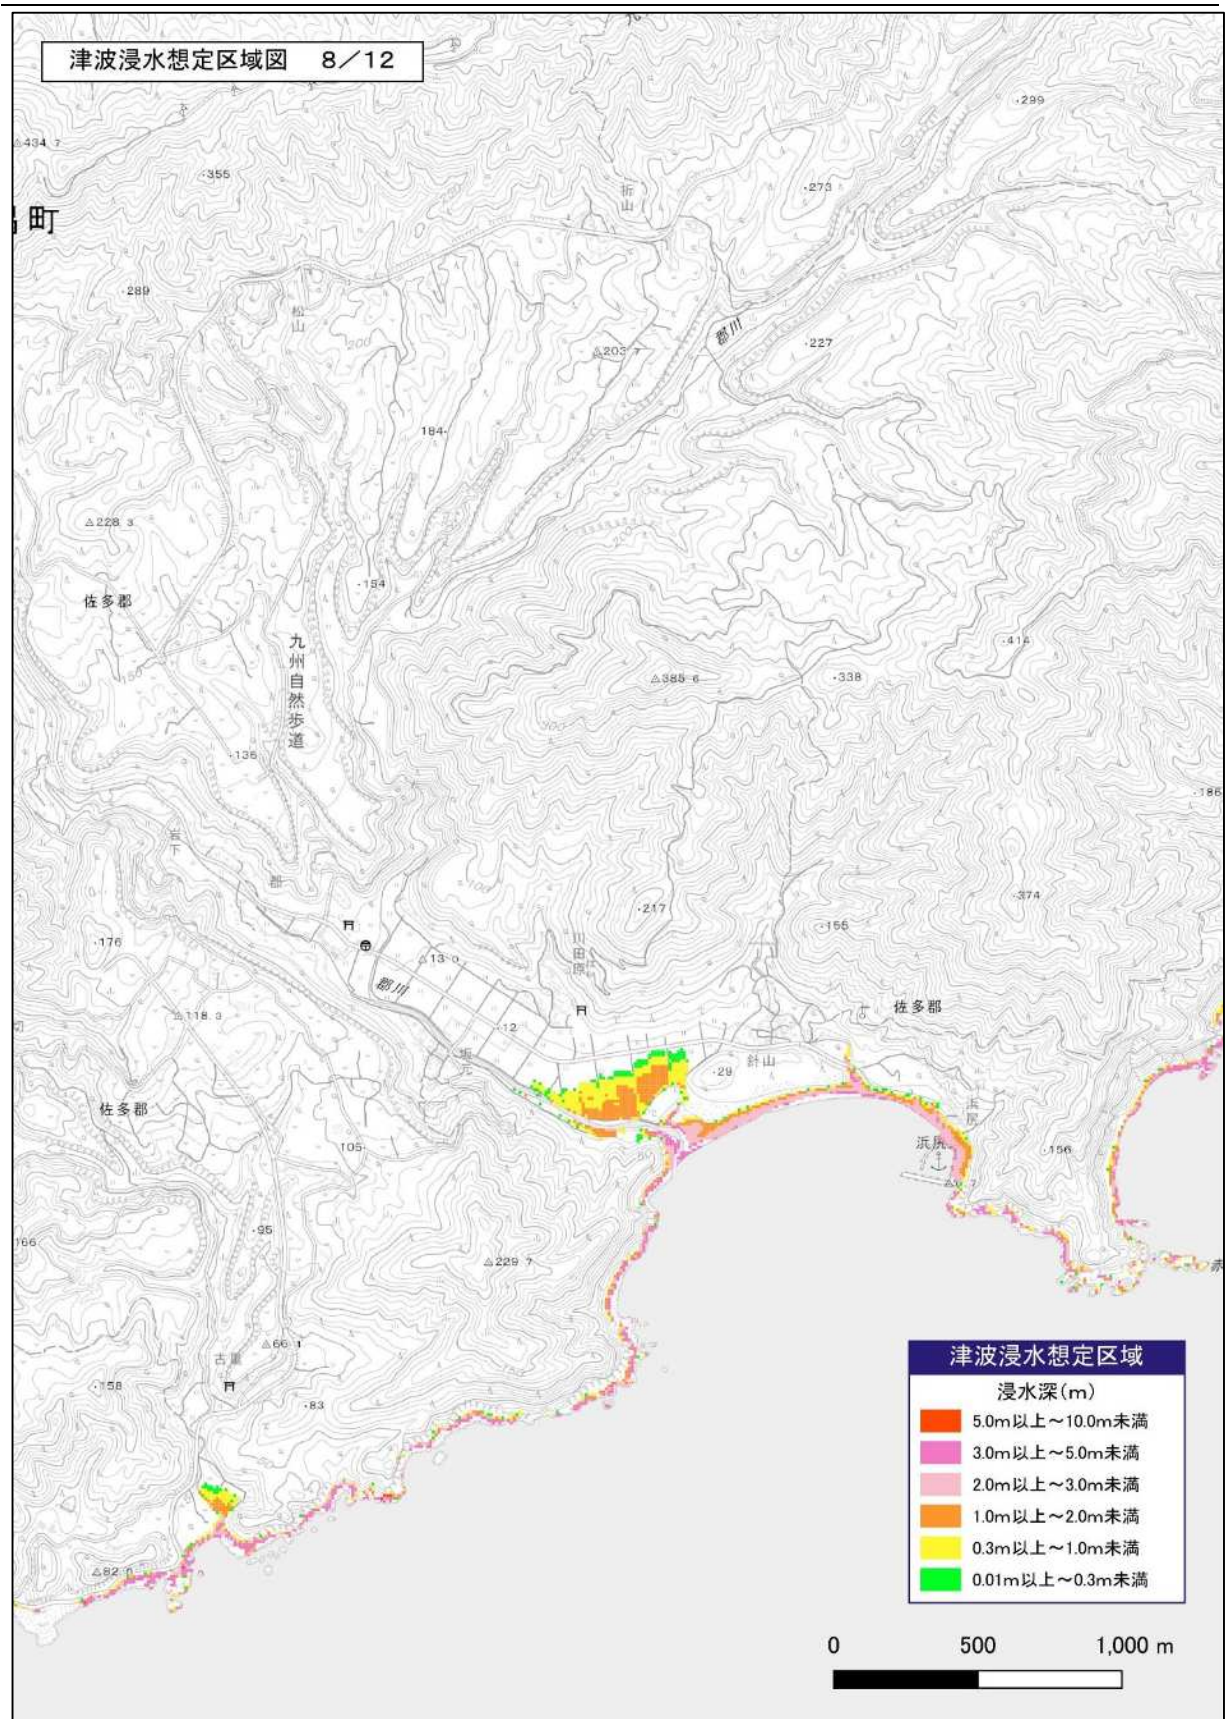 津波浸水想定区域図 8／12
・299
△434.7
・355
折山
・273
町
・289
松山
200
郡川
△203.7
・227
184・
△228.3
200
・154
佐多郡
九州自然歩道
150
・414
△385.6
・338
300
・136
・186
岩下
郡
100
・374
・217
・155
・176
川田原
△13.0
郡川
佐多郡
△118.3
・12
坂元
針山
・29
佐多郡
浜尻
105・
浜尻
・156
・95
166
△229.7
赤
△66.1
古里
・158
・83
△82.0
津波浸水想定区域
浸水深(m)
5.0m以上～10.0m未満
3.0m以上～5.0m未満
2.0m以上～3.0m未満
1.0m以上～2.0m未満
0.3m以上～1.0m未満
0.01m以上～0.3m未満
0 500 1,000 m